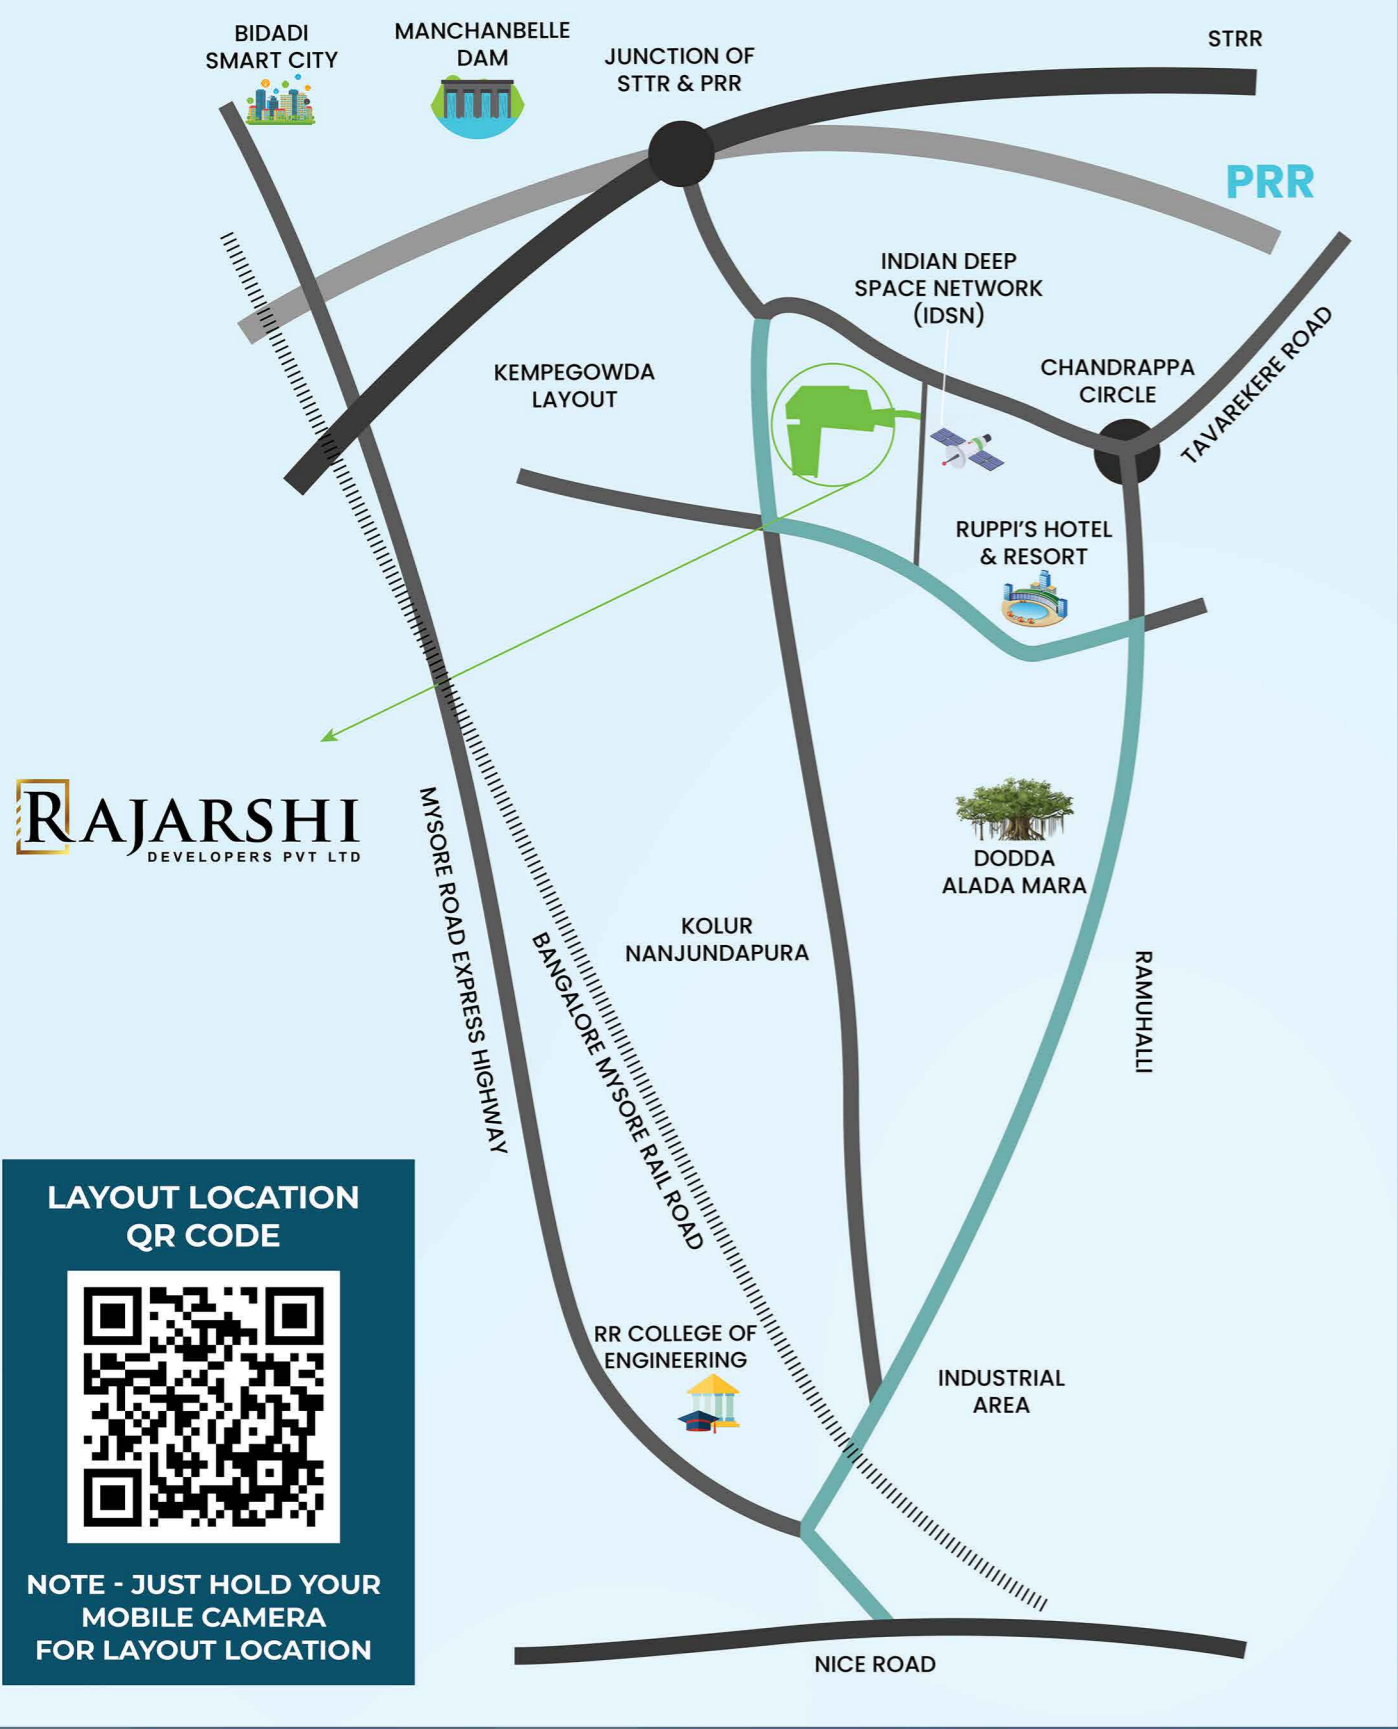 BIDADI
SMART CITY
MANCHANBELLE
DAM
JUNCTION OF
STTR & PRR
STRR
PRR
INDIAN DEEP
SPACE NETWORK
(IDSN)
KEMPEGOWDA
LAYOUT
CHANDRAPPA
CIRCLE
TAVAREKERE ROAD
RUPPI'S HOTEL
& RESORT
RAJARSHI
DEVELOPERS PVT LTD
MYSORE ROAD EXPRESS HIGHWAY
DODDA
ALADA MARA
KOLUR
NANJUNDAPURA
BANGALORE MYSORE RAIL ROAD
RAMUHALLI
LAYOUT LOCATION
QR CODE
NOTE - JUST HOLD YOUR
MOBILE CAMERA
FOR LAYOUT LOCATION
RR COLLEGE OF
ENGINEERING
INDUSTRIAL
AREA
NICE ROAD